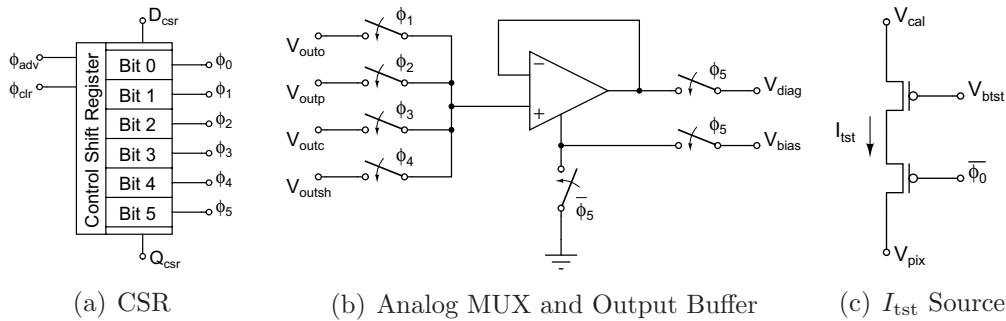 D_csr
ϕ_adv
ϕ_clr
Control Shift Register
Bit 0
Bit 1
Bit 2
Bit 3
Bit 4
Bit 5
ϕ_0
ϕ_1
ϕ_2
ϕ_3
ϕ_4
ϕ_5
Q_csr
(a) CSR
V_outo
V_outp
V_outc
V_outsh
ϕ_1
ϕ_2
ϕ_3
ϕ_4
−
+
ϕ_5
V_diag
ϕ_5
V_bias
ϕ̅_5
(b) Analog MUX and Output Buffer
V_cal
V_btst
I_tst
ϕ̅_0
V_pix
(c) I_tst Source